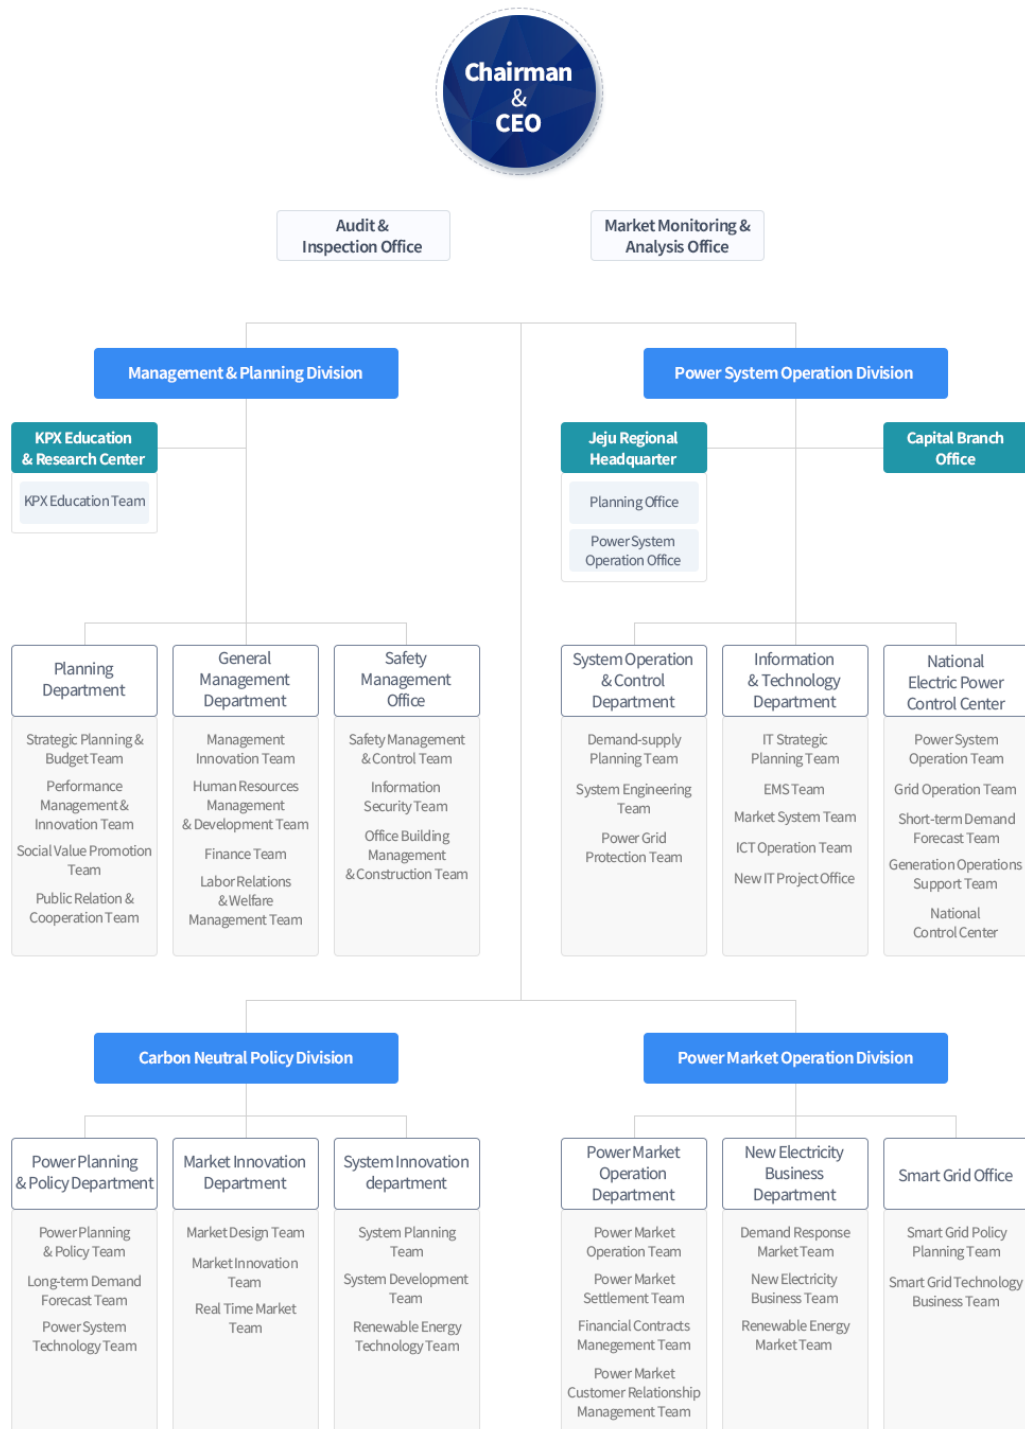 Chairman
&
CEO
Audit &
Inspection Office
Market Monitoring &
Analysis Office
Management & Planning Division
Power System Operation Division
KPX Education
& Research Center
KPX Education Team
Jeju Regional
Headquarter
Planning Office
Power System
Operation Office
Capital Branch
Office
Planning
Department
Strategic Planning &
Budget Team
Performance
Management &
Innovation Team
Social Value Promotion
Team
Public Relation &
Cooperation Team
General
Management
Department
Management
Innovation Team
Human Resources
Management
& Development Team
Finance Team
Labor Relations
& Welfare
Management Team
Safety
Management
Office
Safety Management
& Control Team
Information
Security Team
Office Building
Management
& Construction Team
System Operation
& Control
Department
Demand-supply
Planning Team
System Engineering
Team
Power Grid
Protection Team
Information
& Technology
Department
IT Strategic
Planning Team
EMS Team
Market System Team
ICT Operation Team
New IT Project Office
National
Electric Power
Control Center
Power System
Operation Team
Grid Operation Team
Short-term Demand
Forecast Team
Generation Operations
Support Team
National
Control Center
Carbon Neutral Policy Division
Power Market Operation Division
Power Planning
& Policy Department
Power Planning
& Policy Team
Long-term Demand
Forecast Team
Power System
Technology Team
Market Innovation
Department
Market Design Team
Market Innovation
Team
Real Time Market
Team
System Innovation
department
System Planning
Team
System Development
Team
Renewable Energy
Technology Team
Power Market
Operation
Department
Power Market
Operation Team
Power Market
Settlement Team
Financial Contracts
Manegement Team
Power Market
Customer Relationship
Management Team
New Electricity
Business
Department
Demand Response
Market Team
New Electricity
Business Team
Renewable Energy
Market Team
Smart Grid Office
Smart Grid Policy
Planning Team
Smart Grid Technology
Business Team